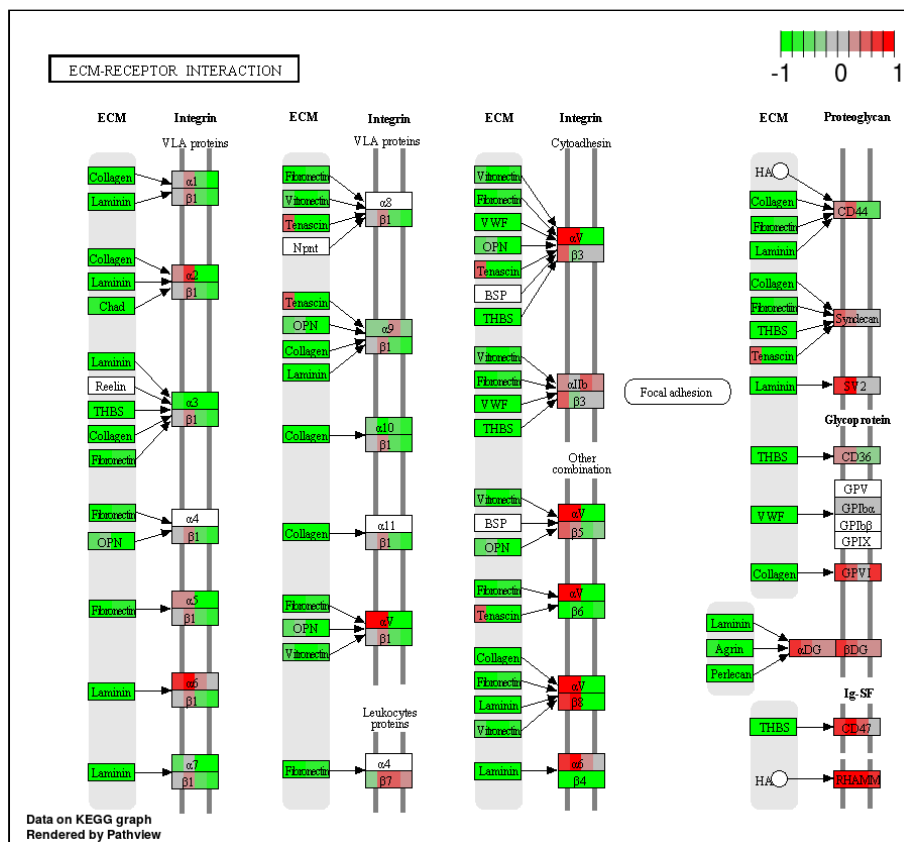 -1 0 1
ECM-RECEPTOR INTERACTION
ECM Integrin
VLA proteins
Collagen
Laminin
α1
β1
Collagen
Laminin
Chad
α2
β1
Laminin
Reelin
THBS
Collagen
Fibronectin
α3
β1
Fibronectin
OPN
α4
β1
Fibronectin
α5
β1
Laminin
α6
β1
Laminin
α7
β1
ECM Integrin
VLA proteins
Fibronectin
Vitronectin
Tenascin
Npnt
α8
β1
Tenascin
OPN
Collagen
Laminin
α9
β1
Collagen
α10
β1
Collagen
α11
β1
Fibronectin
OPN
Vitronectin
αV
β1
Leukocytes
proteins
Fibronectin
α4
β7
ECM Integrin
Cytoadhesin
Vitronectin
Fibronectin
VWF
OPN
Tenascin
BSP
THBS
αV
β3
Vitronectin
Fibronectin
VWF
THBS
αIIb
β3
Other
combination
Vitronectin
BSP
OPN
αV
β5
Fibronectin
Tenascin
αV
β6
Collagen
Fibronectin
Laminin
Vitronectin
αV
β8
Laminin
α6
β4
Focal adhesion
ECM Proteoglycan
HA
Collagen
Fibronectin
Laminin
CD44
Collagen
Fibronectin
THBS
Tenascin
Syndecan
Laminin
SV2
Glycoprotein
THBS
CD36
VWF
GPV
GPIbα
GPIbβ
GPIX
Collagen
GPVI
Laminin
Agrin
Perlecan
αDG
βDG
Ig-SF
THBS
CD47
HA
RHAMM
Data on KEGG graph
Rendered by Pathview